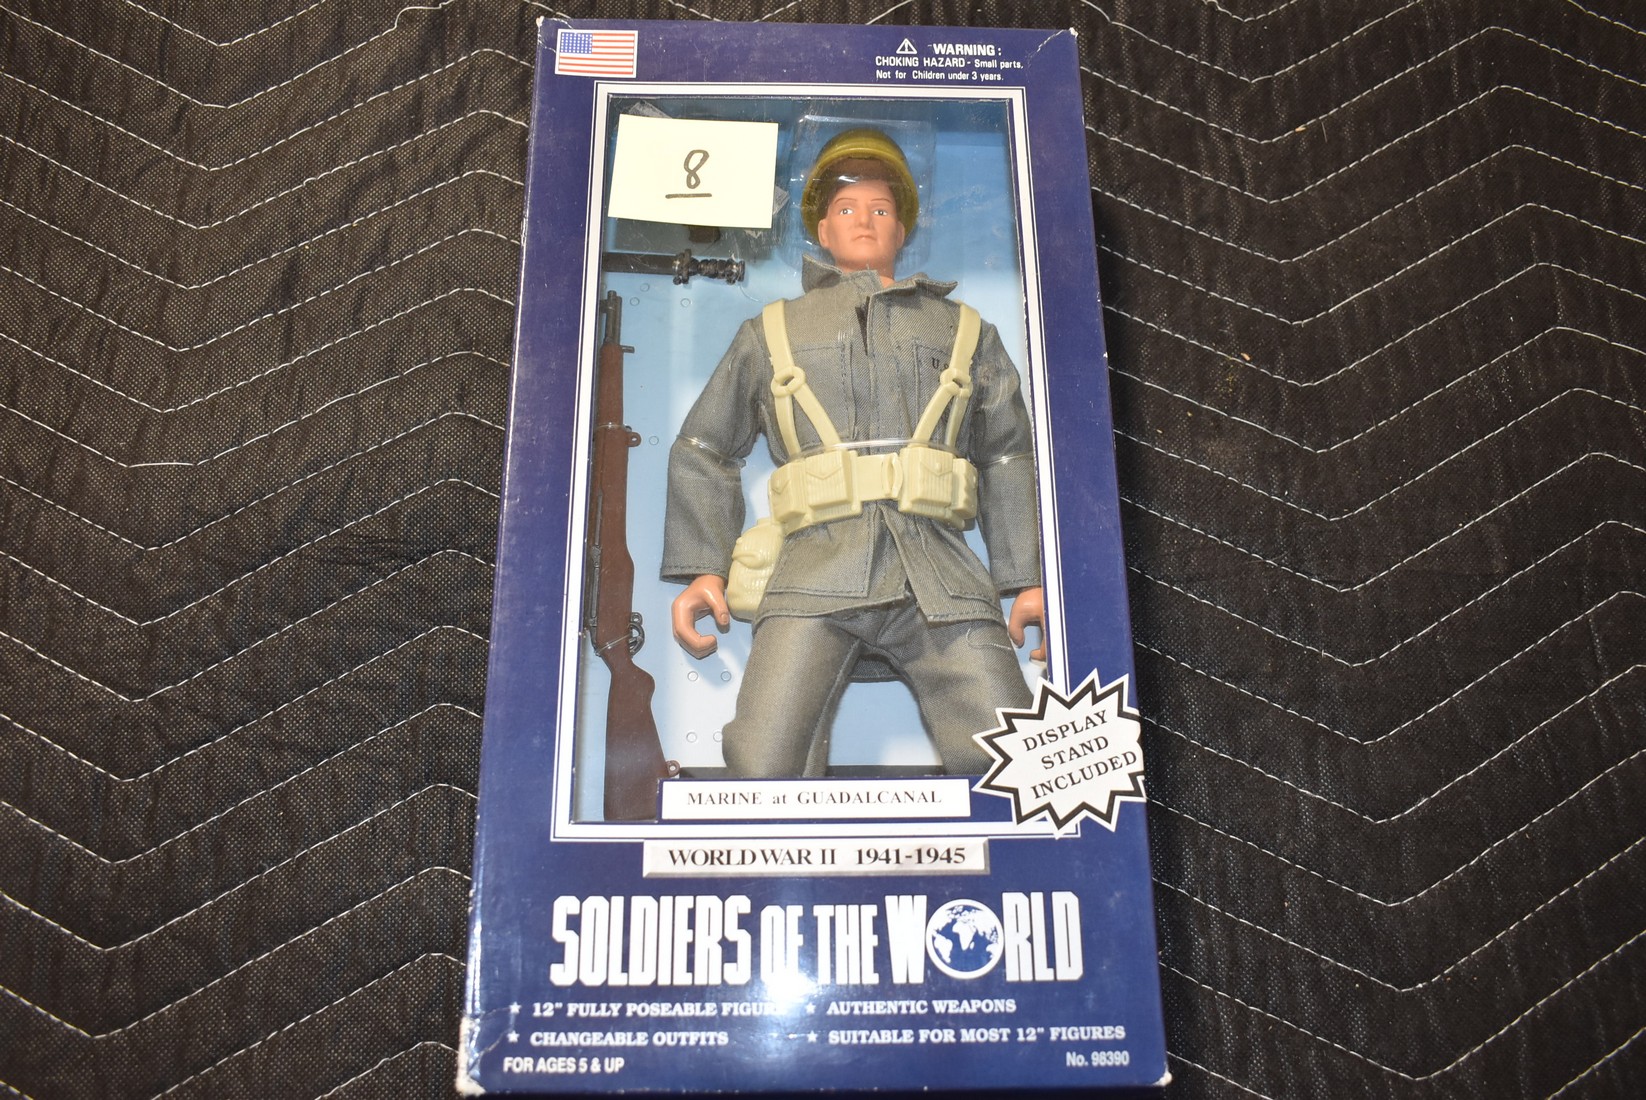 WARNING:
CHOKING HAZARD - Small parts.
Not for Children under 3 years.
8
U.S.
DISPLAY
STAND
INCLUDED
MARINE at GUADALCANAL
WORLD WAR II 1941-1945
SOLDIERS OF THE WORLD
★ 12" FULLY POSEABLE FIGURE ★ AUTHENTIC WEAPONS
★ CHANGEABLE OUTFITS ★ SUITABLE FOR MOST 12" FIGURES
FOR AGES 5 & UP No. 98390